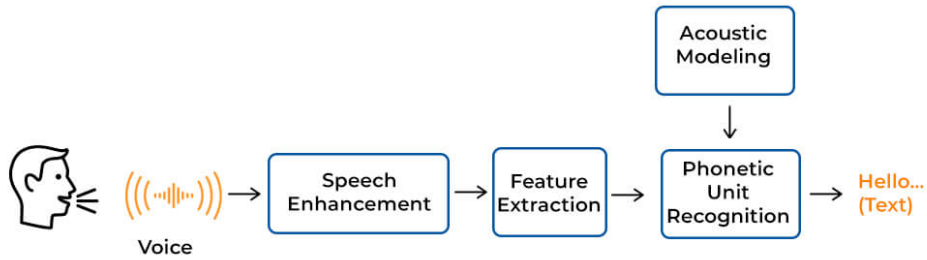 Acoustic
Modeling
Voice
Speech
Enhancement
Feature
Extraction
Phonetic
Unit
Recognition
Hello...
(Text)